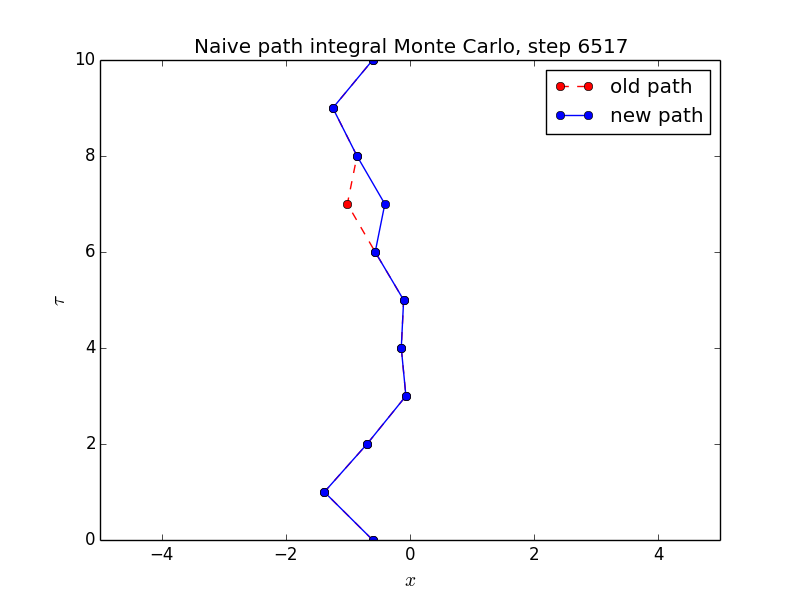 Naive path integral Monte Carlo, step 6517
old path
new path
10
8
6
4
2
0
τ
−4 −2 0 2 4
x